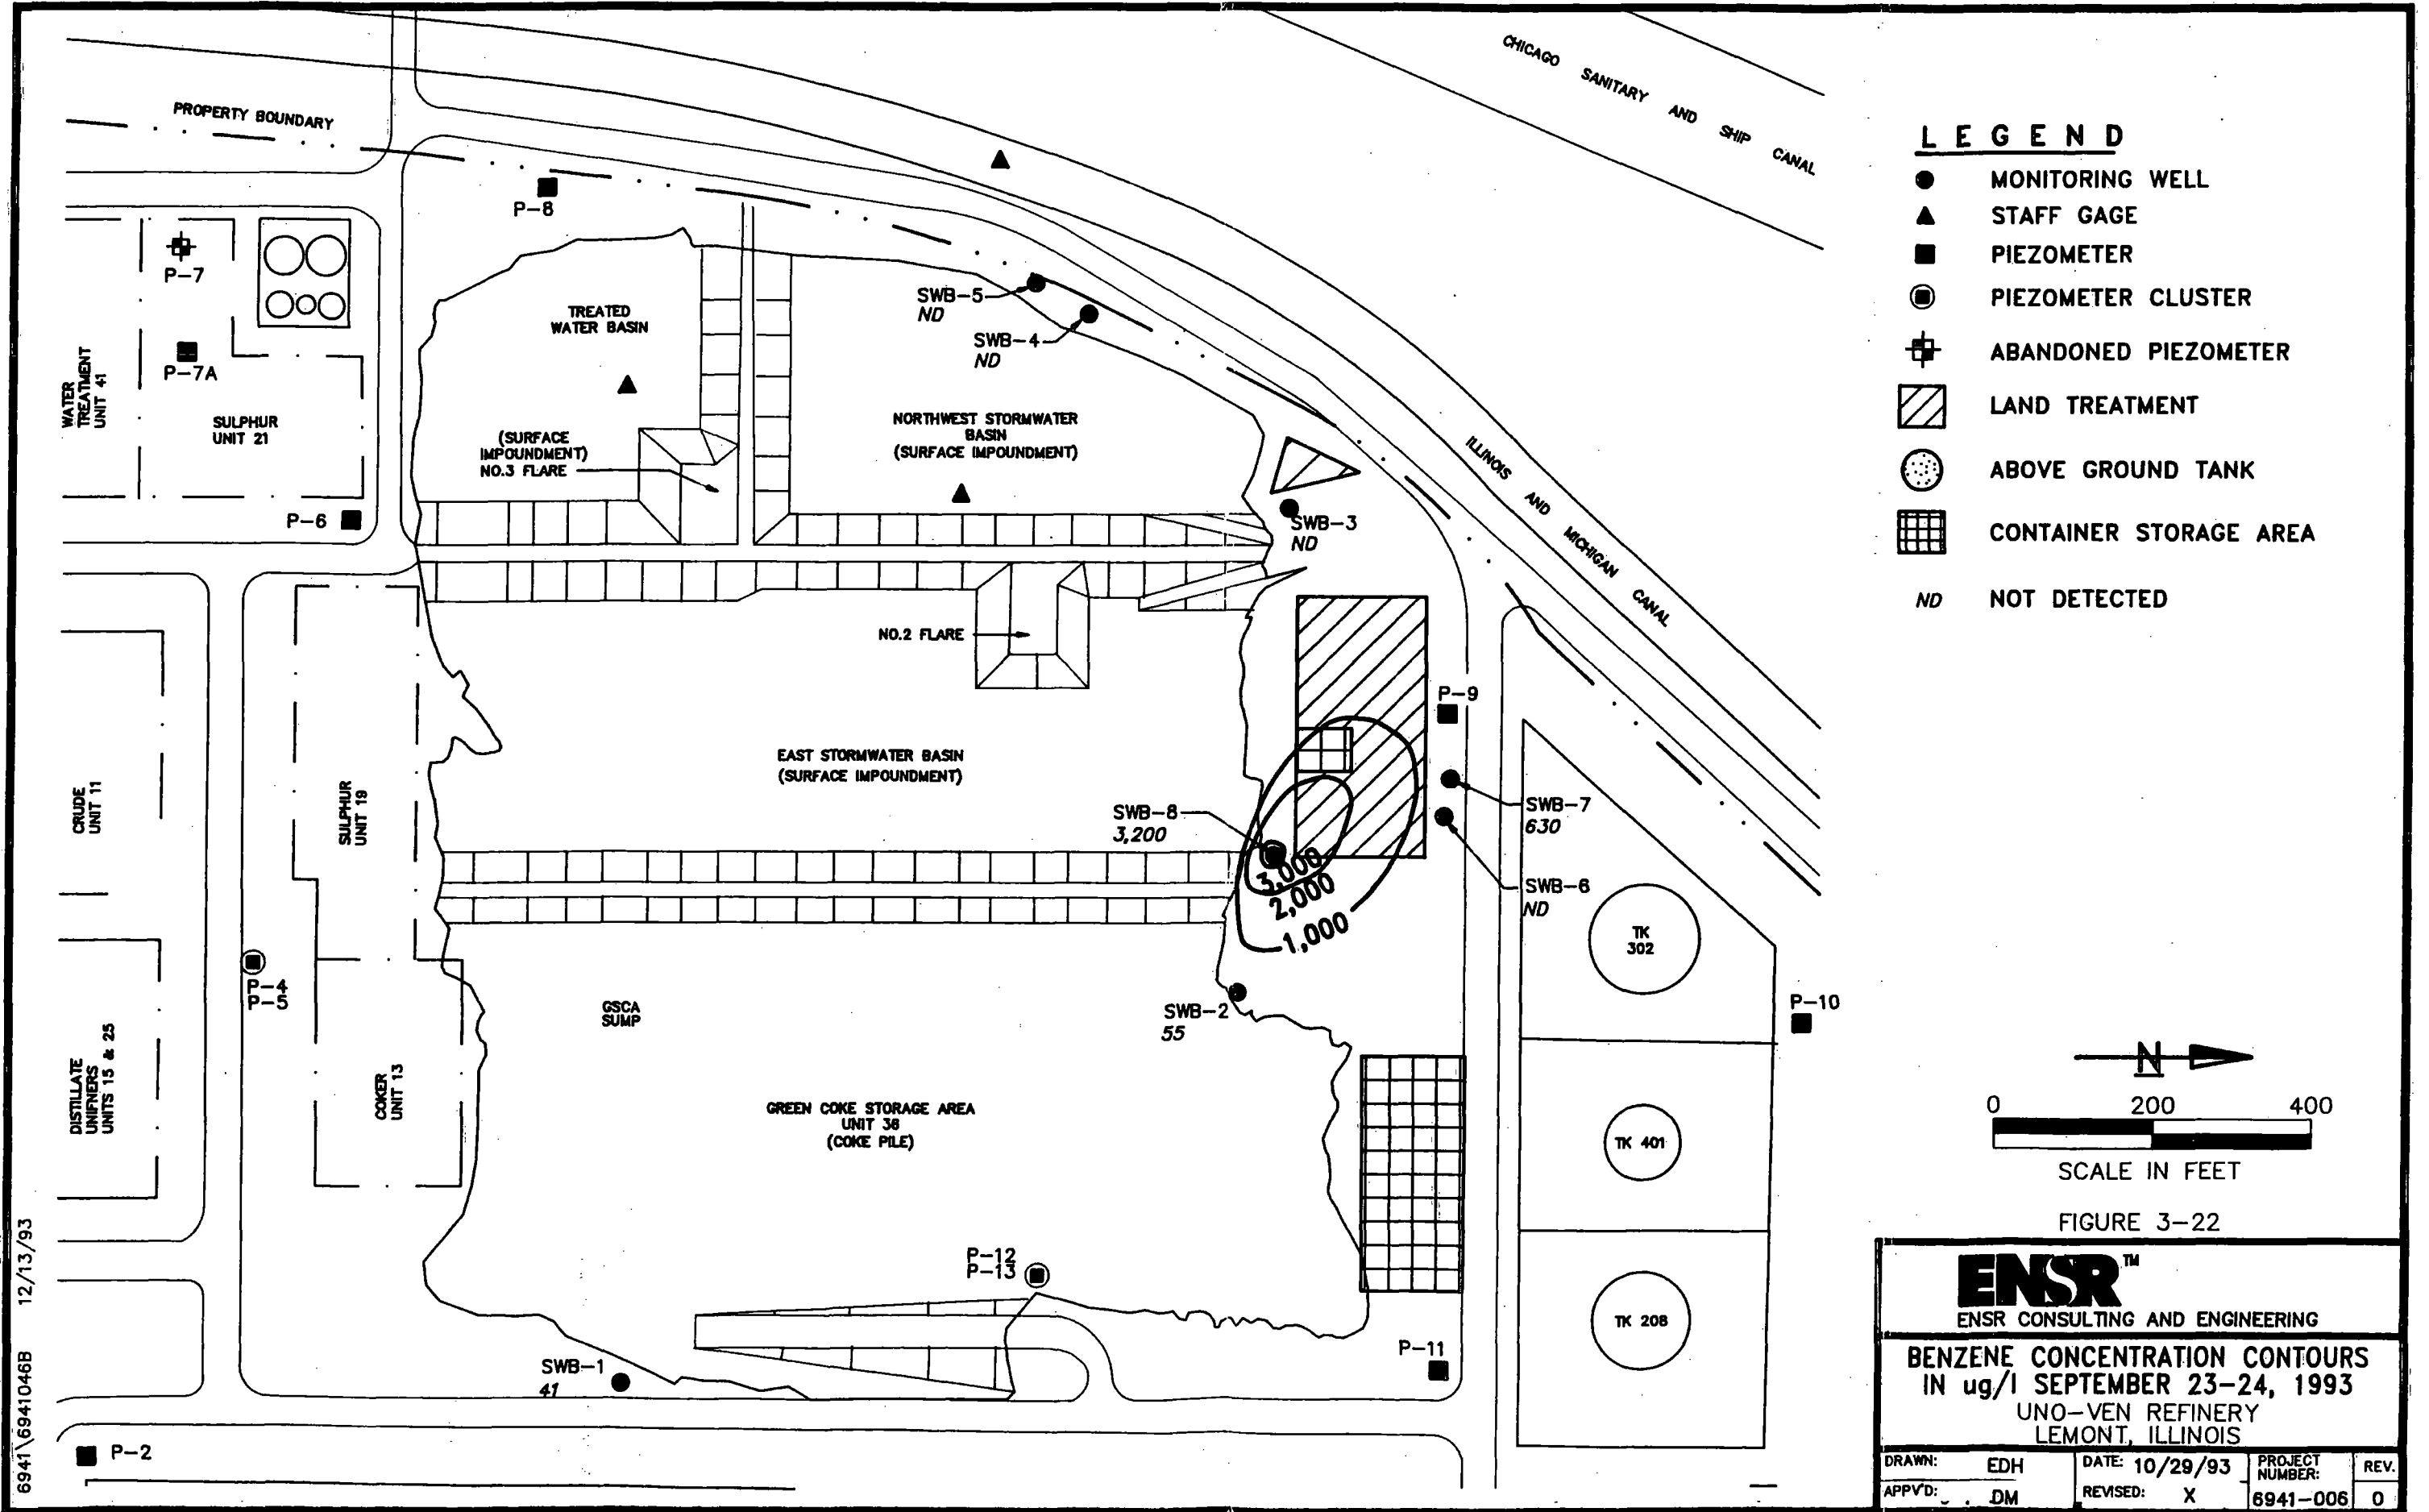 CHICAGO SANITARY AND SHIP CANAL
PROPERTY BOUNDARY
P-8
P-7
P-7A
WATER
TREATMENT
UNIT 41
SULPHUR
UNIT 21
P-6
TREATED
WATER BASIN
(SURFACE
IMPOUNDMENT)
NO.3 FLARE
SWB-5
ND
SWB-4
ND
NORTHWEST STORMWATER
BASIN
(SURFACE IMPOUNDMENT)
SWB-3
ND
ILLINOIS AND MICHIGAN CANAL
NO.2 FLARE
P-9
EAST STORMWATER BASIN
(SURFACE IMPOUNDMENT)
CRUDE
UNIT 11
SULPHUR
UNIT 19
SWB-8
3,200
SWB-7
630
SWB-6
ND
3,000
2,000
1,000
P-4
P-5
GSCA
SUMP
SWB-2
55
TK
302
P-10
DISTILLATE
UNIFNERS
UNITS 15 & 25
COKER
UNIT 13
GREEN COKE STORAGE AREA
UNIT 36
(COKE PILE)
TK 401
P-12
P-13
TK 208
P-11
SWB-1
41
P-2
6941\6941046B 12/13/93
LEGEND
MONITORING WELL
STAFF GAGE
PIEZOMETER
PIEZOMETER CLUSTER
ABANDONED PIEZOMETER
LAND TREATMENT
ABOVE GROUND TANK
CONTAINER STORAGE AREA
ND NOT DETECTED
N
0 200 400
SCALE IN FEET
FIGURE 3-22
ENSR™
ENSR CONSULTING AND ENGINEERING
BENZENE CONCENTRATION CONTOURS
IN ug/l SEPTEMBER 23-24, 1993
UNO-VEN REFINERY
LEMONT, ILLINOIS
DRAWN: EDH DATE: 10/29/93 PROJECT NUMBER: 6941-006 REV. 0
APPV'D: DM REVISED: X